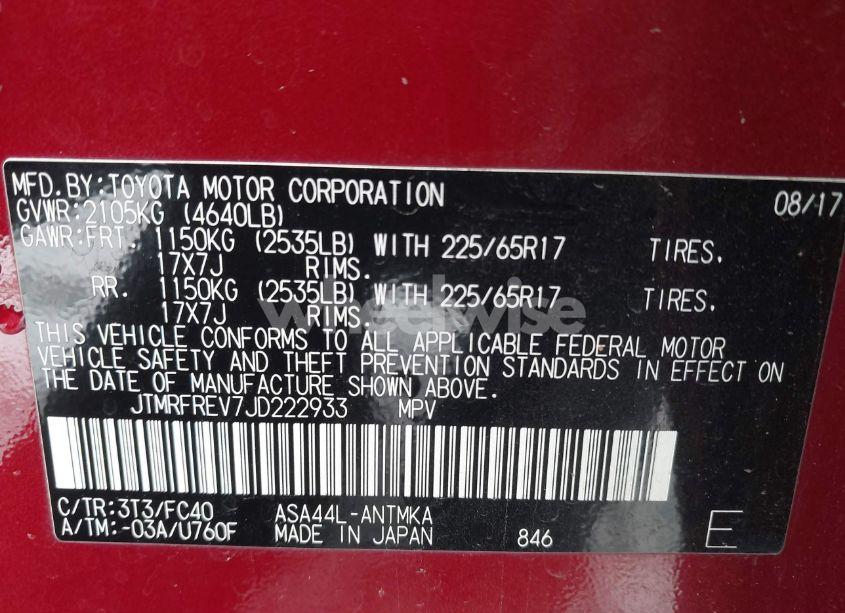 MFD.BY:TOYOTA MOTOR CORPORATION 08/17
GVWR:2105KG (4640LB)
GAWR:FRT. 1150KG (2535LB) WITH 225/65R17 TIRES.
17X7J RIMS.
RR. 1150KG (2535LB) WITH 225/65R17 TIRES.
17X7J RIMS.
THIS VEHICLE CONFORMS TO ALL APPLICABLE FEDERAL MOTOR
VEHICLE SAFETY AND THEFT PREVENTION STANDARDS IN EFFECT ON
THE DATE OF MANUFACTURE SHOWN ABOVE.
JTMRFREV7JD222933 MPV
C/TR:3T3/FC40 ASA44L-ANTMKA
A/TM:-03A/U760F MADE IN JAPAN 846 E
wheelwise